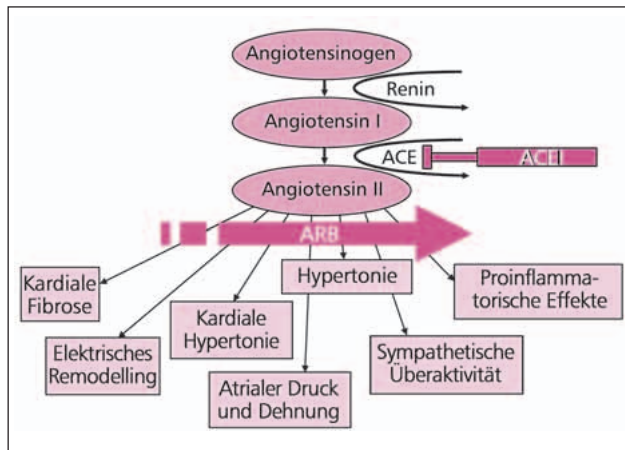 Angiotensinogen
Renin
Angiotensin I
ACE
ACEI
Angiotensin II
ARB
Kardiale
Fibrose
Hypertonie
Proinflamma-
torische Effekte
Elektrisches
Remodelling
Kardiale
Hypertonie
Sympathetische
Überaktivität
Atrialer Druck
und Dehnung